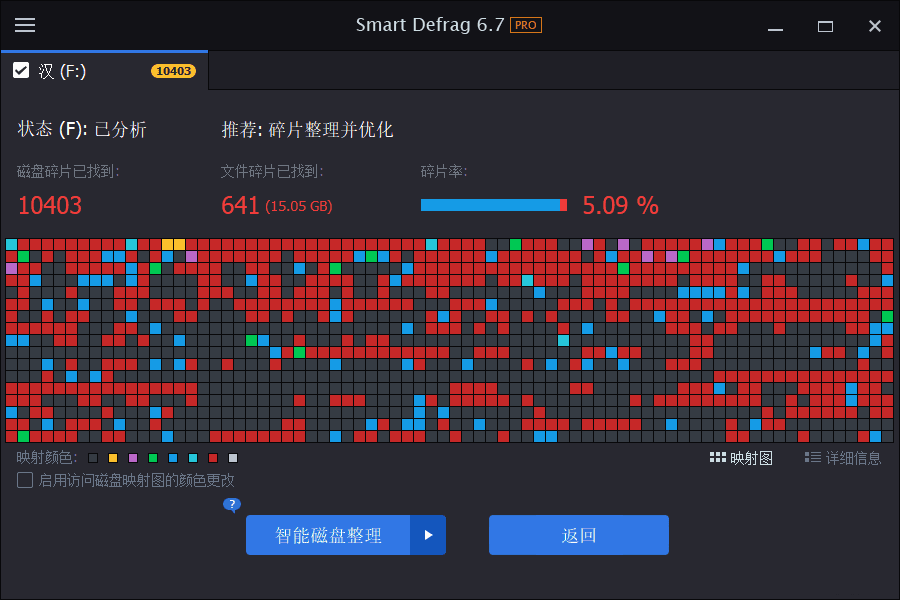 Smart Defrag 6.7 PRO
汉 (F:) 10403
状态 (F): 已分析 推荐: 碎片整理并优化
磁盘碎片已找到: 文件碎片已找到: 碎片率:
10403 641 (15.05 GB) 5.09 %
映射颜色: 映射图 详细信息
启用访问磁盘映射图的颜色更改
?
智能磁盘整理 返回